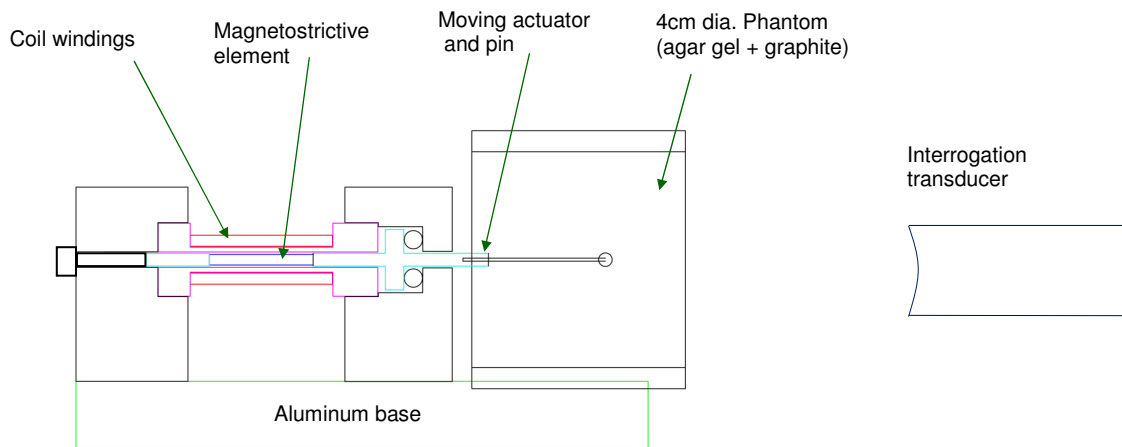 Coil windings
Magnetostrictive
element
Moving actuator
and pin
4cm dia. Phantom
(agar gel + graphite)
Interrogation
transducer
Aluminum base